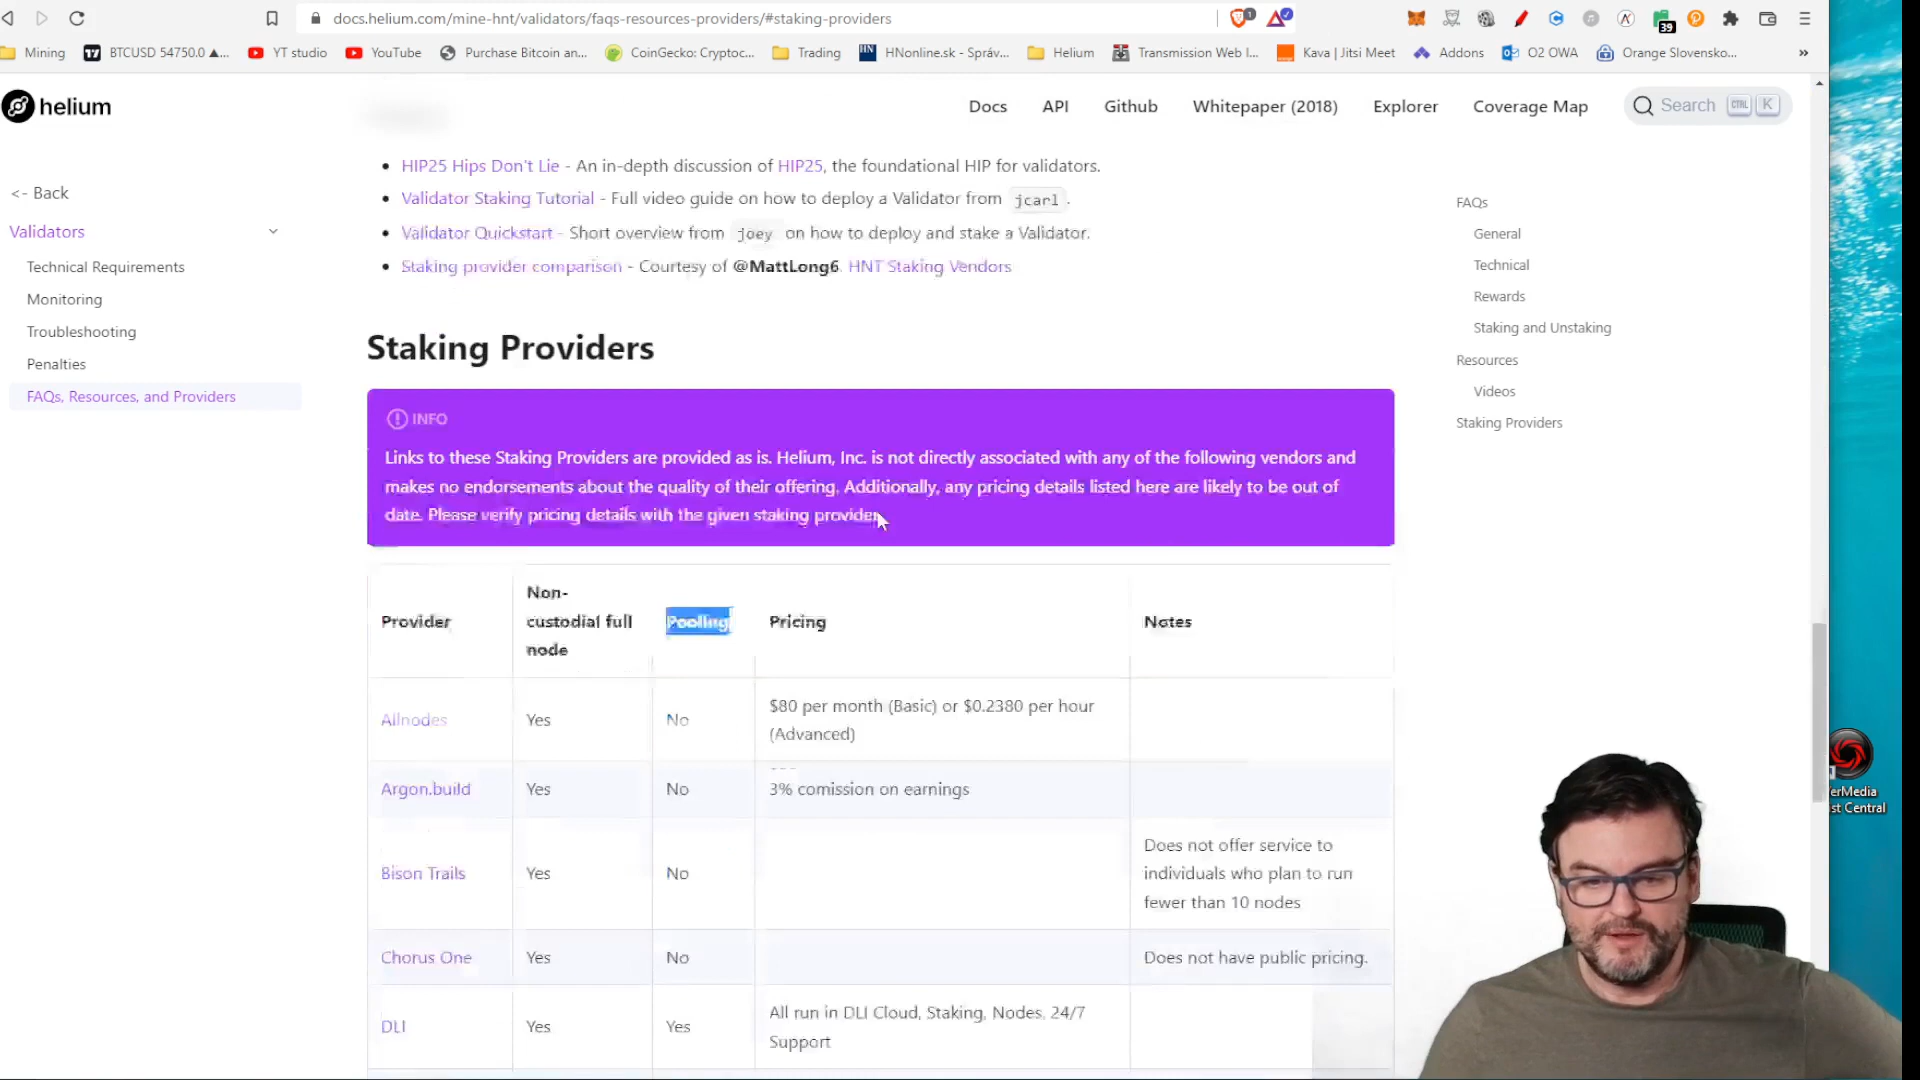 docs.helium.com/mine-hnt/validators/faqs-resources-providers/#staking-providers
1
39
Mining
BTCUSD 54750.0 ▲...
YT studio
YouTube
Purchase Bitcoin an...
CoinGecko: Cryptoc...
Trading
HNonline.sk - Správ...
Helium
Transmission Web I...
Kava | Jitsi Meet
Addons
O2 OWA
Orange Slovensko...
»
helium
Docs
API
Github
Whitepaper (2018)
Explorer
Coverage Map
Search CTRL K
<- Back
Validators
Technical Requirements
Monitoring
Troubleshooting
Penalties
FAQs, Resources, and Providers
HIP25 Hips Don't Lie - An in-depth discussion of HIP25, the foundational HIP for validators.
Validator Staking Tutorial - Full video guide on how to deploy a Validator from jcarl.
Validator Quickstart - Short overview from joey on how to deploy and stake a Validator.
Staking provider comparison - Courtesy of @MattLong6 HNT Staking Vendors
Staking Providers
INFO
Links to these Staking Providers are provided as is. Helium, Inc. is not directly associated with any of the following vendors and
makes no endorsements about the quality of their offering. Additionally, any pricing details listed here are likely to be out of
date. Please verify pricing details with the given staking provider
Provider
Non-
custodial full
node
Pooling
Pricing
Notes
Allnodes
Yes
No
$80 per month (Basic) or $0.2380 per hour
(Advanced)
Argon.build
Yes
No
3% comission on earnings
Bison Trails
Yes
No
Does not offer service to
individuals who plan to run
fewer than 10 nodes
Chorus One
Yes
No
Does not have public pricing.
DLI
Yes
Yes
All run in DLI Cloud, Staking, Nodes, 24/7
Support
FAQs
General
Technical
Rewards
Staking and Unstaking
Resources
Videos
Staking Providers
erMedia
st Central